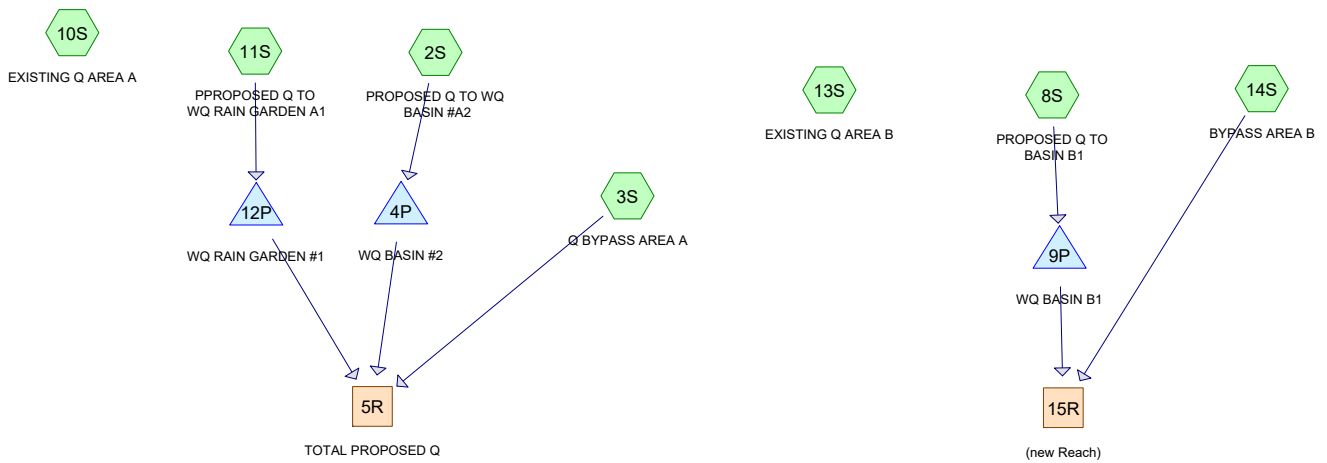 10S
EXISTING Q AREA A
11S
PPROPOSED Q TO
WQ RAIN GARDEN A1
2S
PROPOSED Q TO WQ
BASIN #A2
12P
WQ RAIN GARDEN #1
4P
WQ BASIN #2
3S
Q BYPASS AREA A
5R
TOTAL PROPOSED Q
13S
EXISTING Q AREA B
8S
PROPOSED Q TO
BASIN B1
14S
BYPASS AREA B
9P
WQ BASIN B1
15R
(new Reach)